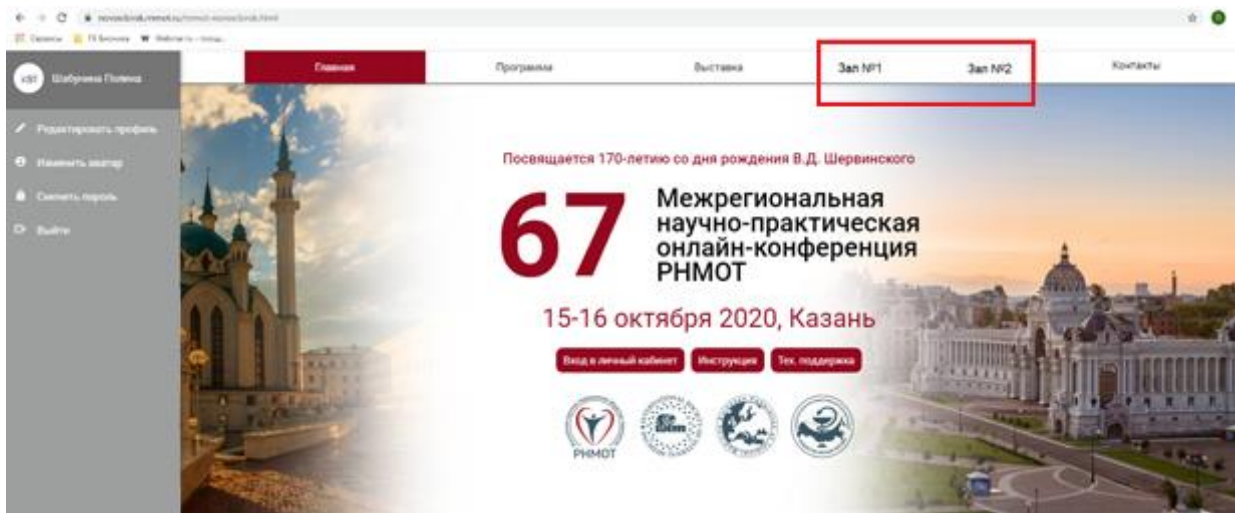 Шабунина Полина
Главная
Программа
Выставка
Зал №1
Зал №2
Контакты
Редактировать профиль
Изменить аватар
Сменить пароль
Выйти
Посвящается 170-летию со дня рождения В.Д. Шервинского
67
Межрегиональная
научно-практическая
онлайн-конференция
РНМОТ
15-16 октября 2020, Казань
Вход в личный кабинет
Инструкция
Тех. поддержка
РНМОТ